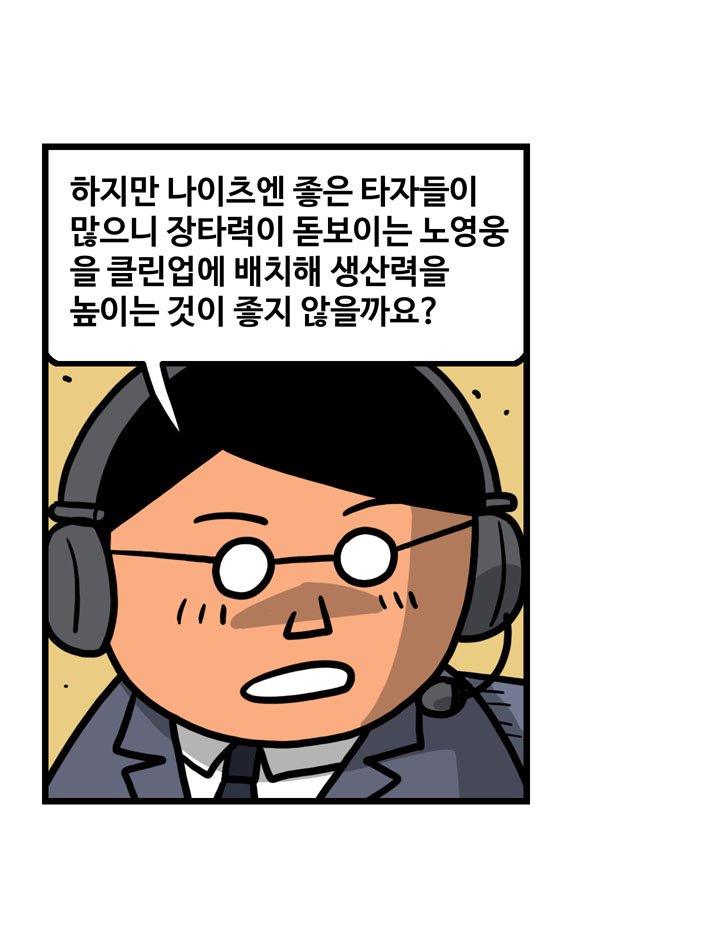 하지만 나이츠엔 좋은 타자들이
많으니 장타력이 돋보이는 노영웅
을 클린업에 배치해 생산력을
높이는 것이 좋지 않을까요?